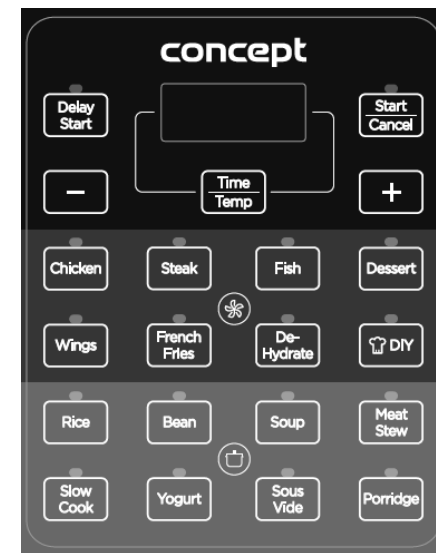 concept
Delay
Start
Start
Cancel
−
Time
Temp
+
Chicken
Steak
Fish
Dessert
Wings
French
Fries
De-
Hydrate
DIY
Rice
Bean
Soup
Meat
Stew
Slow
Cook
Yogurt
Sous
Vide
Porridge